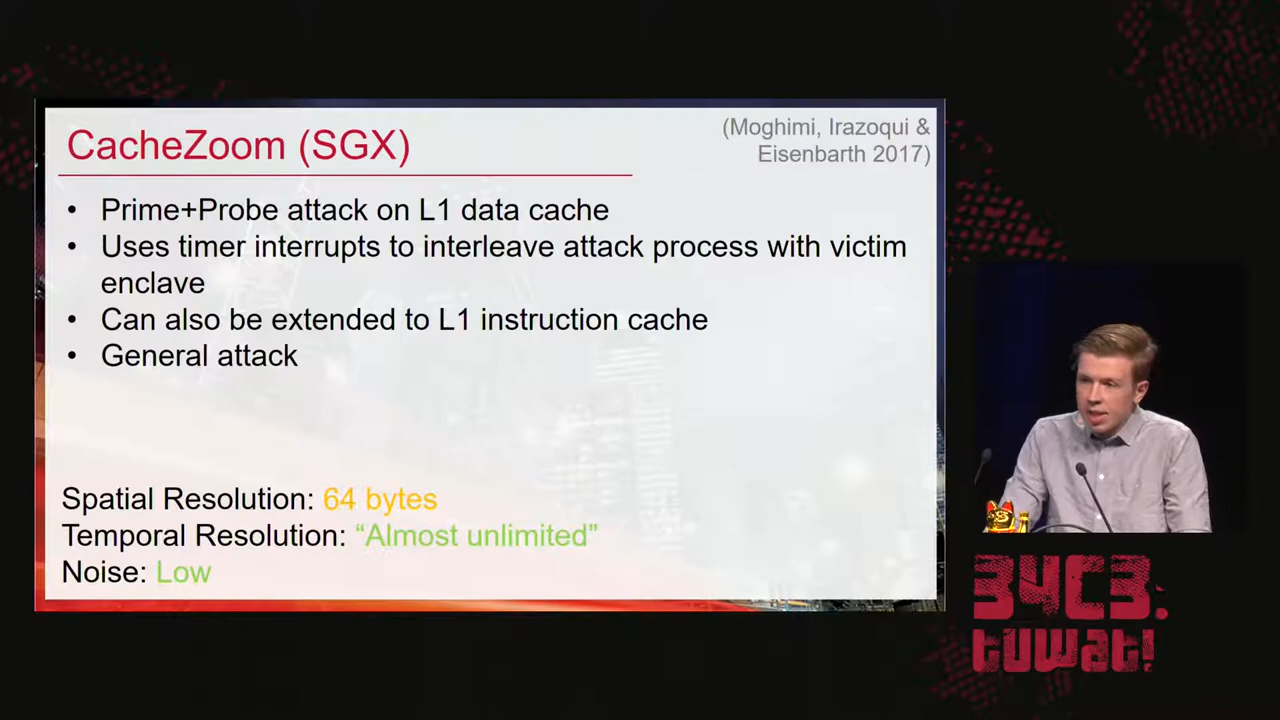 CacheZoom (SGX)
(Moghimi, Irazoqui &
Eisenbarth 2017)
• Prime+Probe attack on L1 data cache
• Uses timer interrupts to interleave attack process with victim
enclave
• Can also be extended to L1 instruction cache
• General attack
Spatial Resolution: 64 bytes
Temporal Resolution: “Almost unlimited”
Noise: Low
34C3.
tuwat!